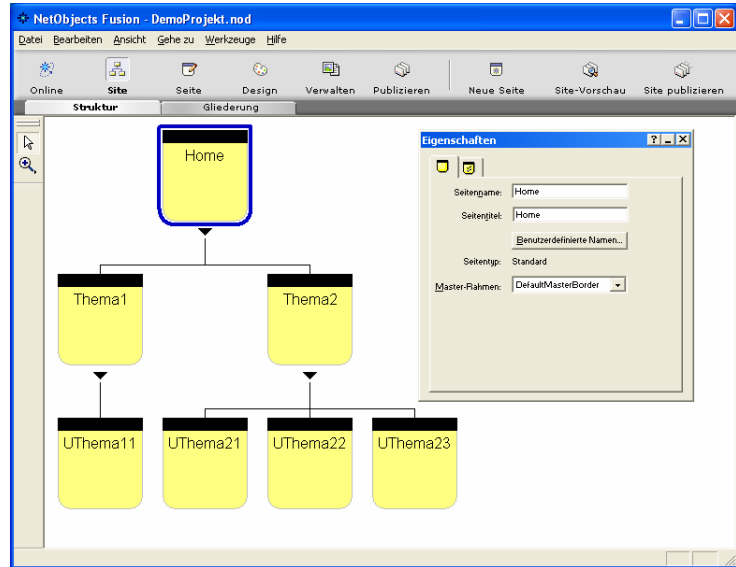 NetObjects Fusion - DemoProjekt.nod
Datei Bearbeiten Ansicht Gehe zu Werkzeuge Hilfe
Online Site Seite Design Verwalten Publizieren Neue Seite Site-Vorschau Site publizieren
Struktur Gliederung
Home
Thema1 Thema2
UThema11 UThema21 UThema22 UThema23
Eigenschaften
Seitenname: Home
Seitentitel: Home
Benutzerdefinierte Namen...
Seitentyp: Standard
Master-Rahmen: DefaultMasterBorder